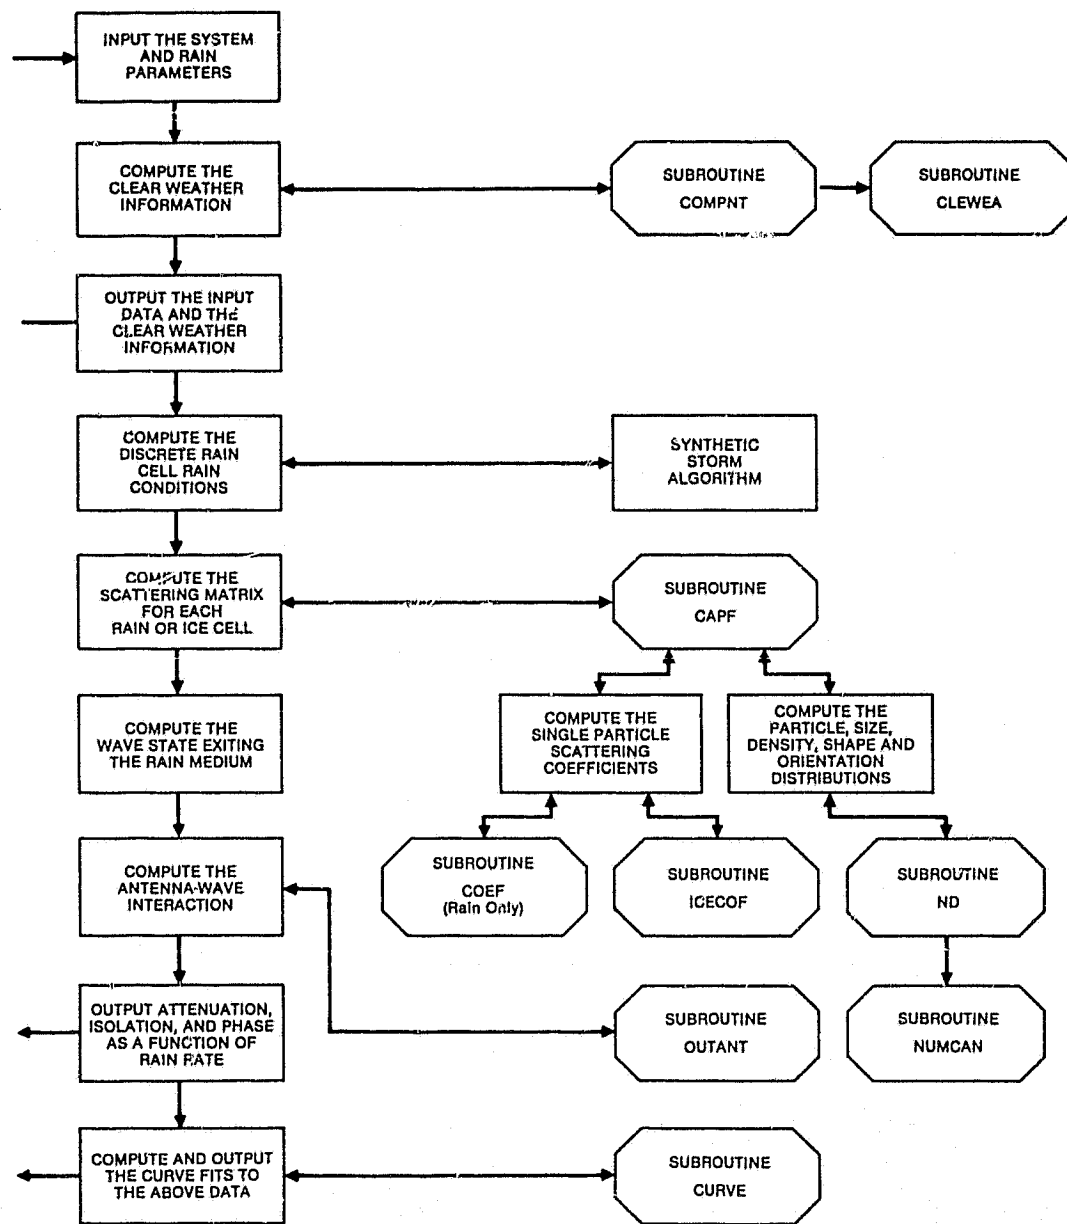 INPUT THE SYSTEM
AND RAIN
PARAMETERS
COMPUTE THE
CLEAR WEATHER
INFORMATION
SUBROUTINE
COMPNT
SUBROUTINE
CLEWEA
OUTPUT THE INPUT
DATA AND THE
CLEAR WEATHER
INFORMATION
COMPUTE THE
DISCRETE RAIN
CELL RAIN
CONDITIONS
SYNTHETIC
STORM
ALGORITHM
COMPUTE THE
SCATTERING MATRIX
FOR EACH
RAIN OR ICE CELL
SUBROUTINE
CAPF
COMPUTE THE
WAVE STATE EXITING
THE RAIN MEDIUM
COMPUTE THE
SINGLE PARTICLE
SCATTERING
COEFFICIENTS
COMPUTE THE
PARTICLE, SIZE,
DENSITY, SHAPE AND
ORIENTATION
DISTRIBUTIONS
COMPUTE THE
ANTENNA-WAVE
INTERACTION
SUBROUTINE
COEF
(Rain Only)
SUBROUTINE
ICECOF
SUBROUTINE
ND
OUTPUT ATTENUATION,
ISOLATION, AND PHASE
AS A FUNCTION OF
RAIN RATE
SUBROUTINE
OUTANT
SUBROUTINE
NUMCAN
COMPUTE AND OUTPUT
THE CURVE FITS TO
THE ABOVE DATA
SUBROUTINE
CURVE